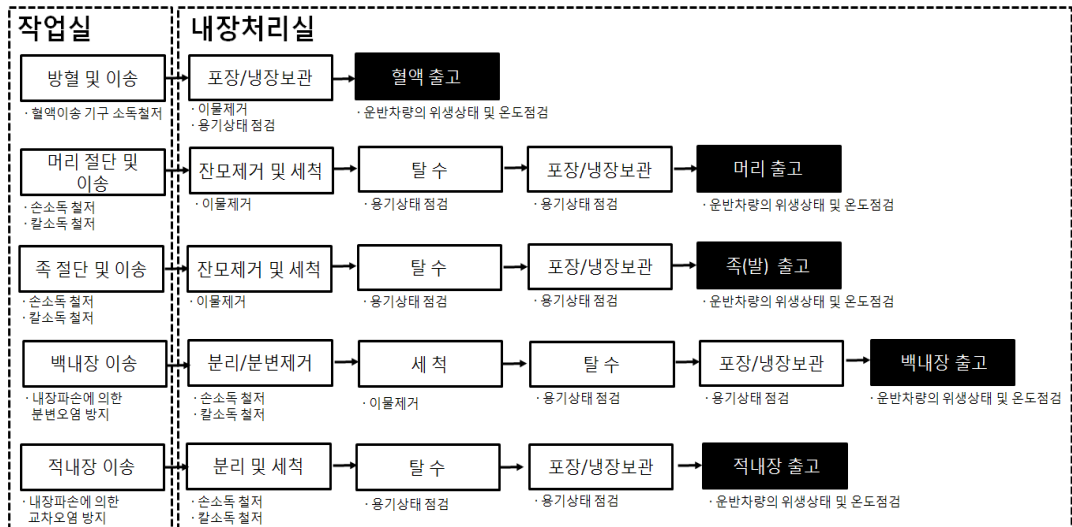 작업실
내장처리실
방혈 및 이송
포장/냉장보관
혈액 출고
· 혈액이송 기구 소독철저
· 이물제거
· 용기상태 점검
· 운반차량의 위생상태 및 온도점검
머리 절단 및
이송
잔모제거 및 세척
탈 수
포장/냉장보관
머리 출고
· 손소독 철저
· 칼소독 철저
· 이물제거
· 용기상태 점검
· 용기상태 점검
· 운반차량의 위생상태 및 온도점검
족 절단 및 이송
잔모제거 및 세척
탈 수
포장/냉장보관
족(발) 출고
· 손소독 철저
· 칼소독 철저
· 이물제거
· 용기상태 점검
· 용기상태 점검
· 운반차량의 위생상태 및 온도점검
백내장 이송
분리/분변제거
세 척
탈 수
포장/냉장보관
백내장 출고
· 내장파손에 의한
분변오염 방지
· 손소독 철저
· 칼소독 철저
· 이물제거
· 용기상태 점검
· 용기상태 점검
· 운반차량의 위생상태 및 온도점검
적내장 이송
분리 및 세척
탈 수
포장/냉장보관
적내장 출고
· 내장파손에 의한
교차오염 방지
· 손소독 철저
· 칼소독 철저
· 용기상태 점검
· 용기상태 점검
· 운반차량의 위생상태 및 온도점검